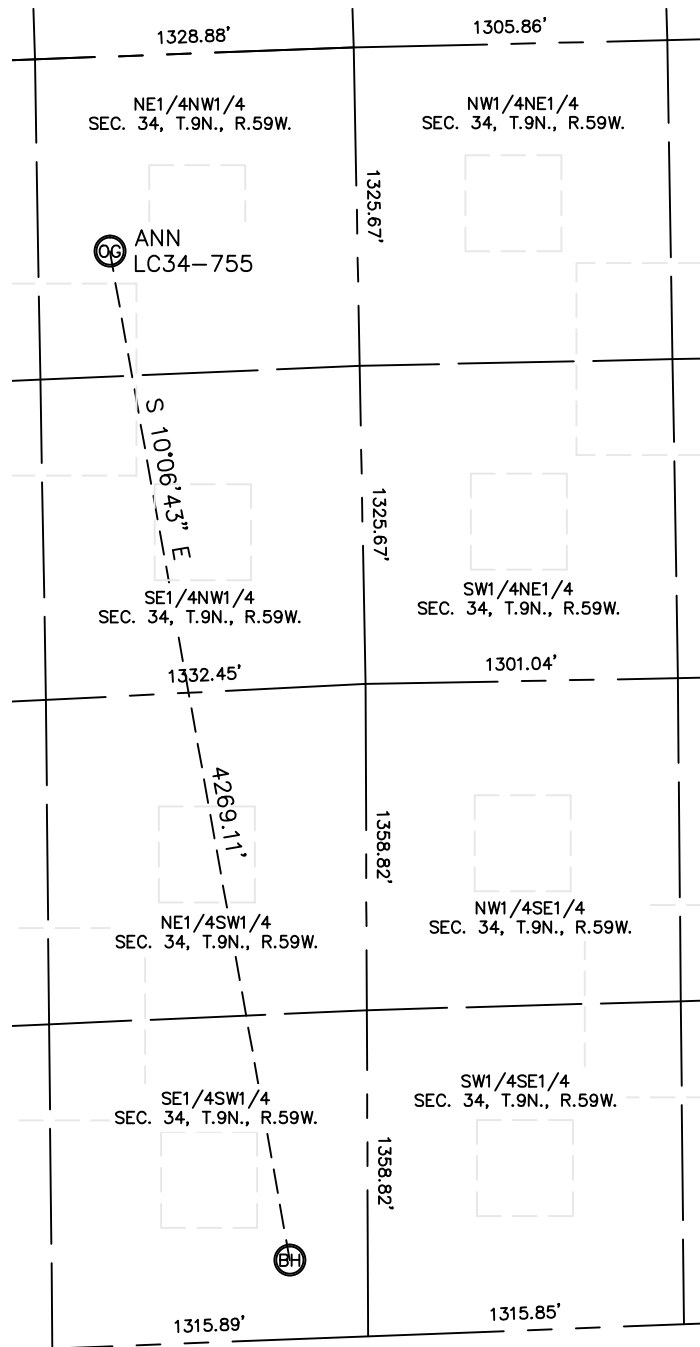 1328.88'
1305.86'
NE1/4NW1/4
SEC. 34, T.9N., R.59W.
NW1/4NE1/4
SEC. 34, T.9N., R.59W.
1325.67'
OG
ANN
LC34-755
S 10°06'43" E
1325.67'
SE1/4NW1/4
SEC. 34, T.9N., R.59W.
SW1/4NE1/4
SEC. 34, T.9N., R.59W.
1332.45'
1301.04'
4269.11'
1358.82'
NE1/4SW1/4
SEC. 34, T.9N., R.59W.
NW1/4SE1/4
SEC. 34, T.9N., R.59W.
SE1/4SW1/4
SEC. 34, T.9N., R.59W.
SW1/4SE1/4
SEC. 34, T.9N., R.59W.
1358.82'
BH
1315.89'
1315.85'